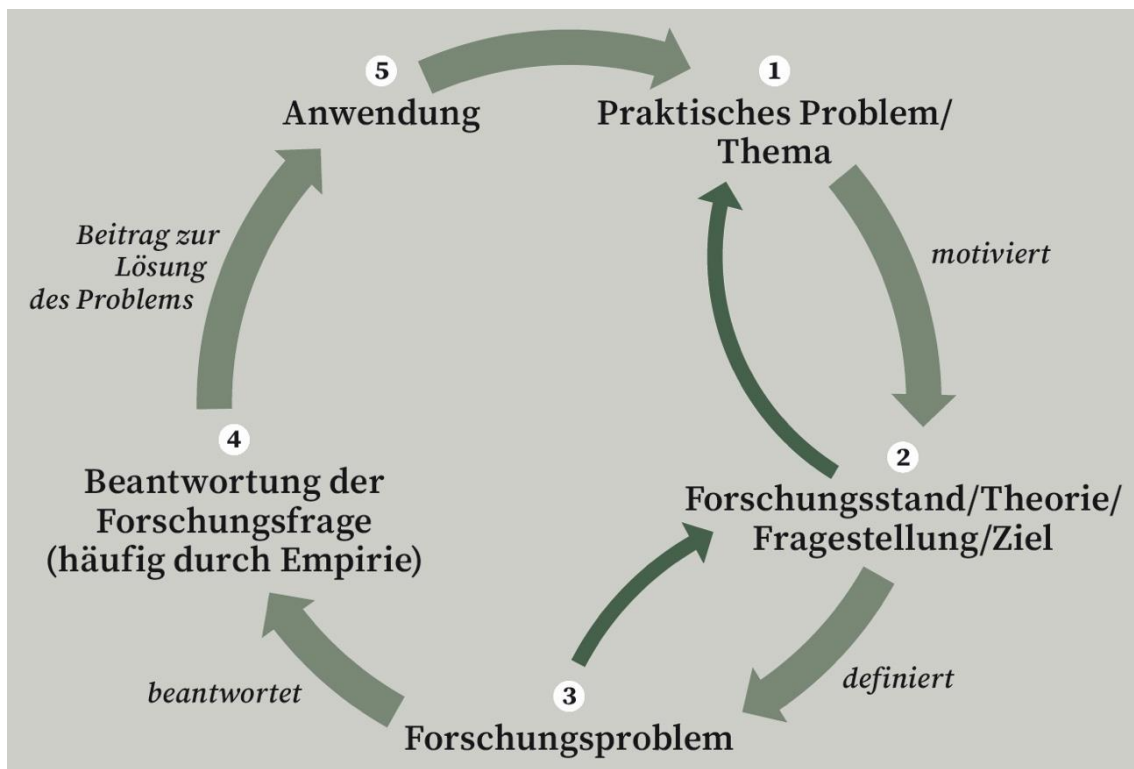 1
Praktisches Problem/
Thema
motiviert
2
Forschungsstand/Theorie/
Fragestellung/Ziel
definiert
3
Forschungsproblem
beantwortet
4
Beantwortung der
Forschungsfrage
(häufig durch Empirie)
Beitrag zur
Lösung
des Problems
5
Anwendung